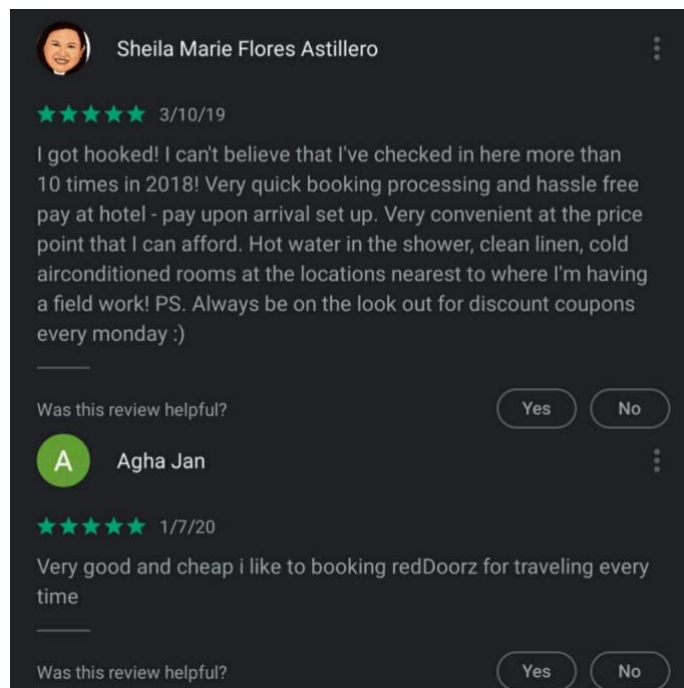 Sheila Marie Flores Astillero
3/10/19
I got hooked! I can't believe that I've checked in here more than
10 times in 2018! Very quick booking processing and hassle free
pay at hotel - pay upon arrival set up. Very convenient at the price
point that I can afford. Hot water in the shower, clean linen, cold
airconditioned rooms at the locations nearest to where I'm having
a field work! PS. Always be on the look out for discount coupons
every monday :)
Was this review helpful? Yes No
A Agha Jan
1/7/20
Very good and cheap i like to booking redDoorz for traveling every
time
Was this review helpful? Yes No